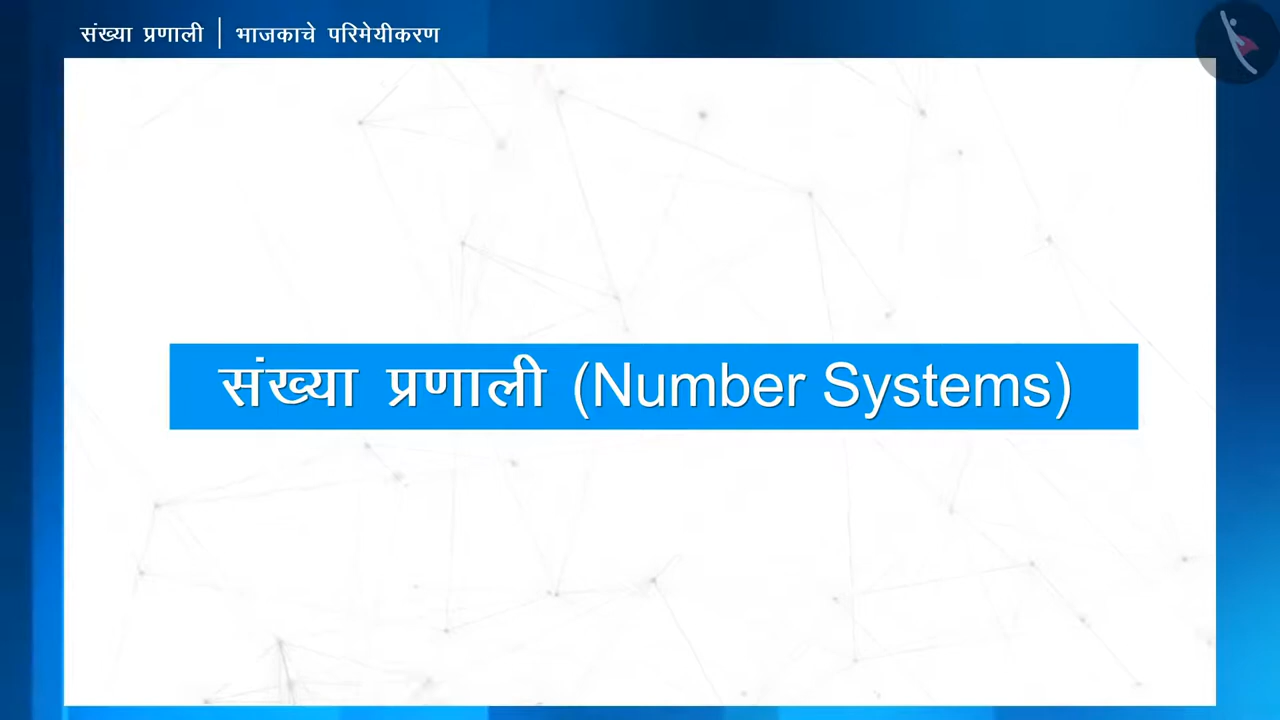 संख्या प्रणाली | भाजकाचे परिमेयीकरण
संख्या प्रणाली (Number Systems)